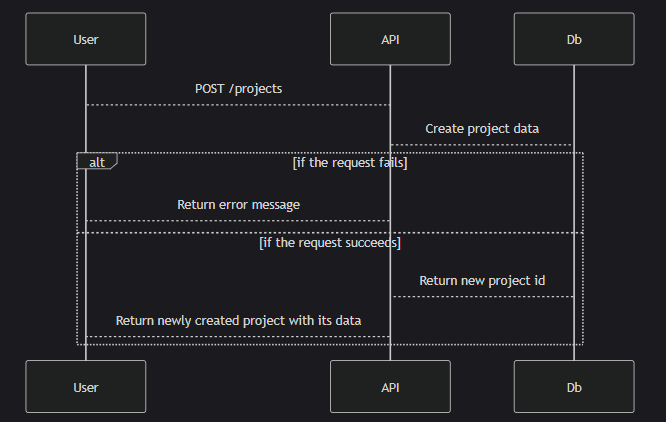 User API Db
POST /projects
Create project data
alt [if the request fails]
Return error message
[if the request succeeds]
Return new project id
Return newly created project with its data
User API Db